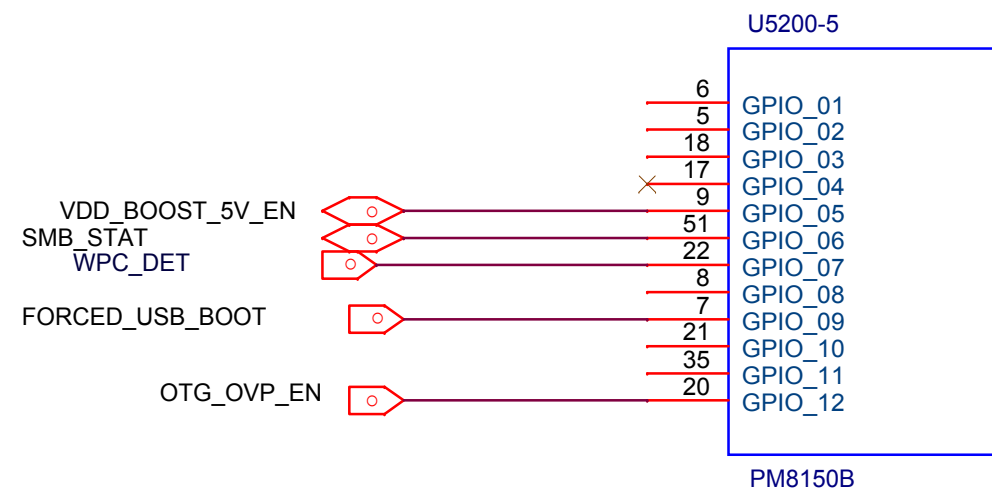 U5200-5
6
GPIO_01
5
GPIO_02
18
GPIO_03
17
GPIO_04
VDD_BOOST_5V_EN
9
GPIO_05
SMB_STAT
51
GPIO_06
WPC_DET
22
GPIO_07
8
GPIO_08
FORCED_USB_BOOT
7
GPIO_09
21
GPIO_10
35
GPIO_11
OTG_OVP_EN
20
GPIO_12
PM8150B